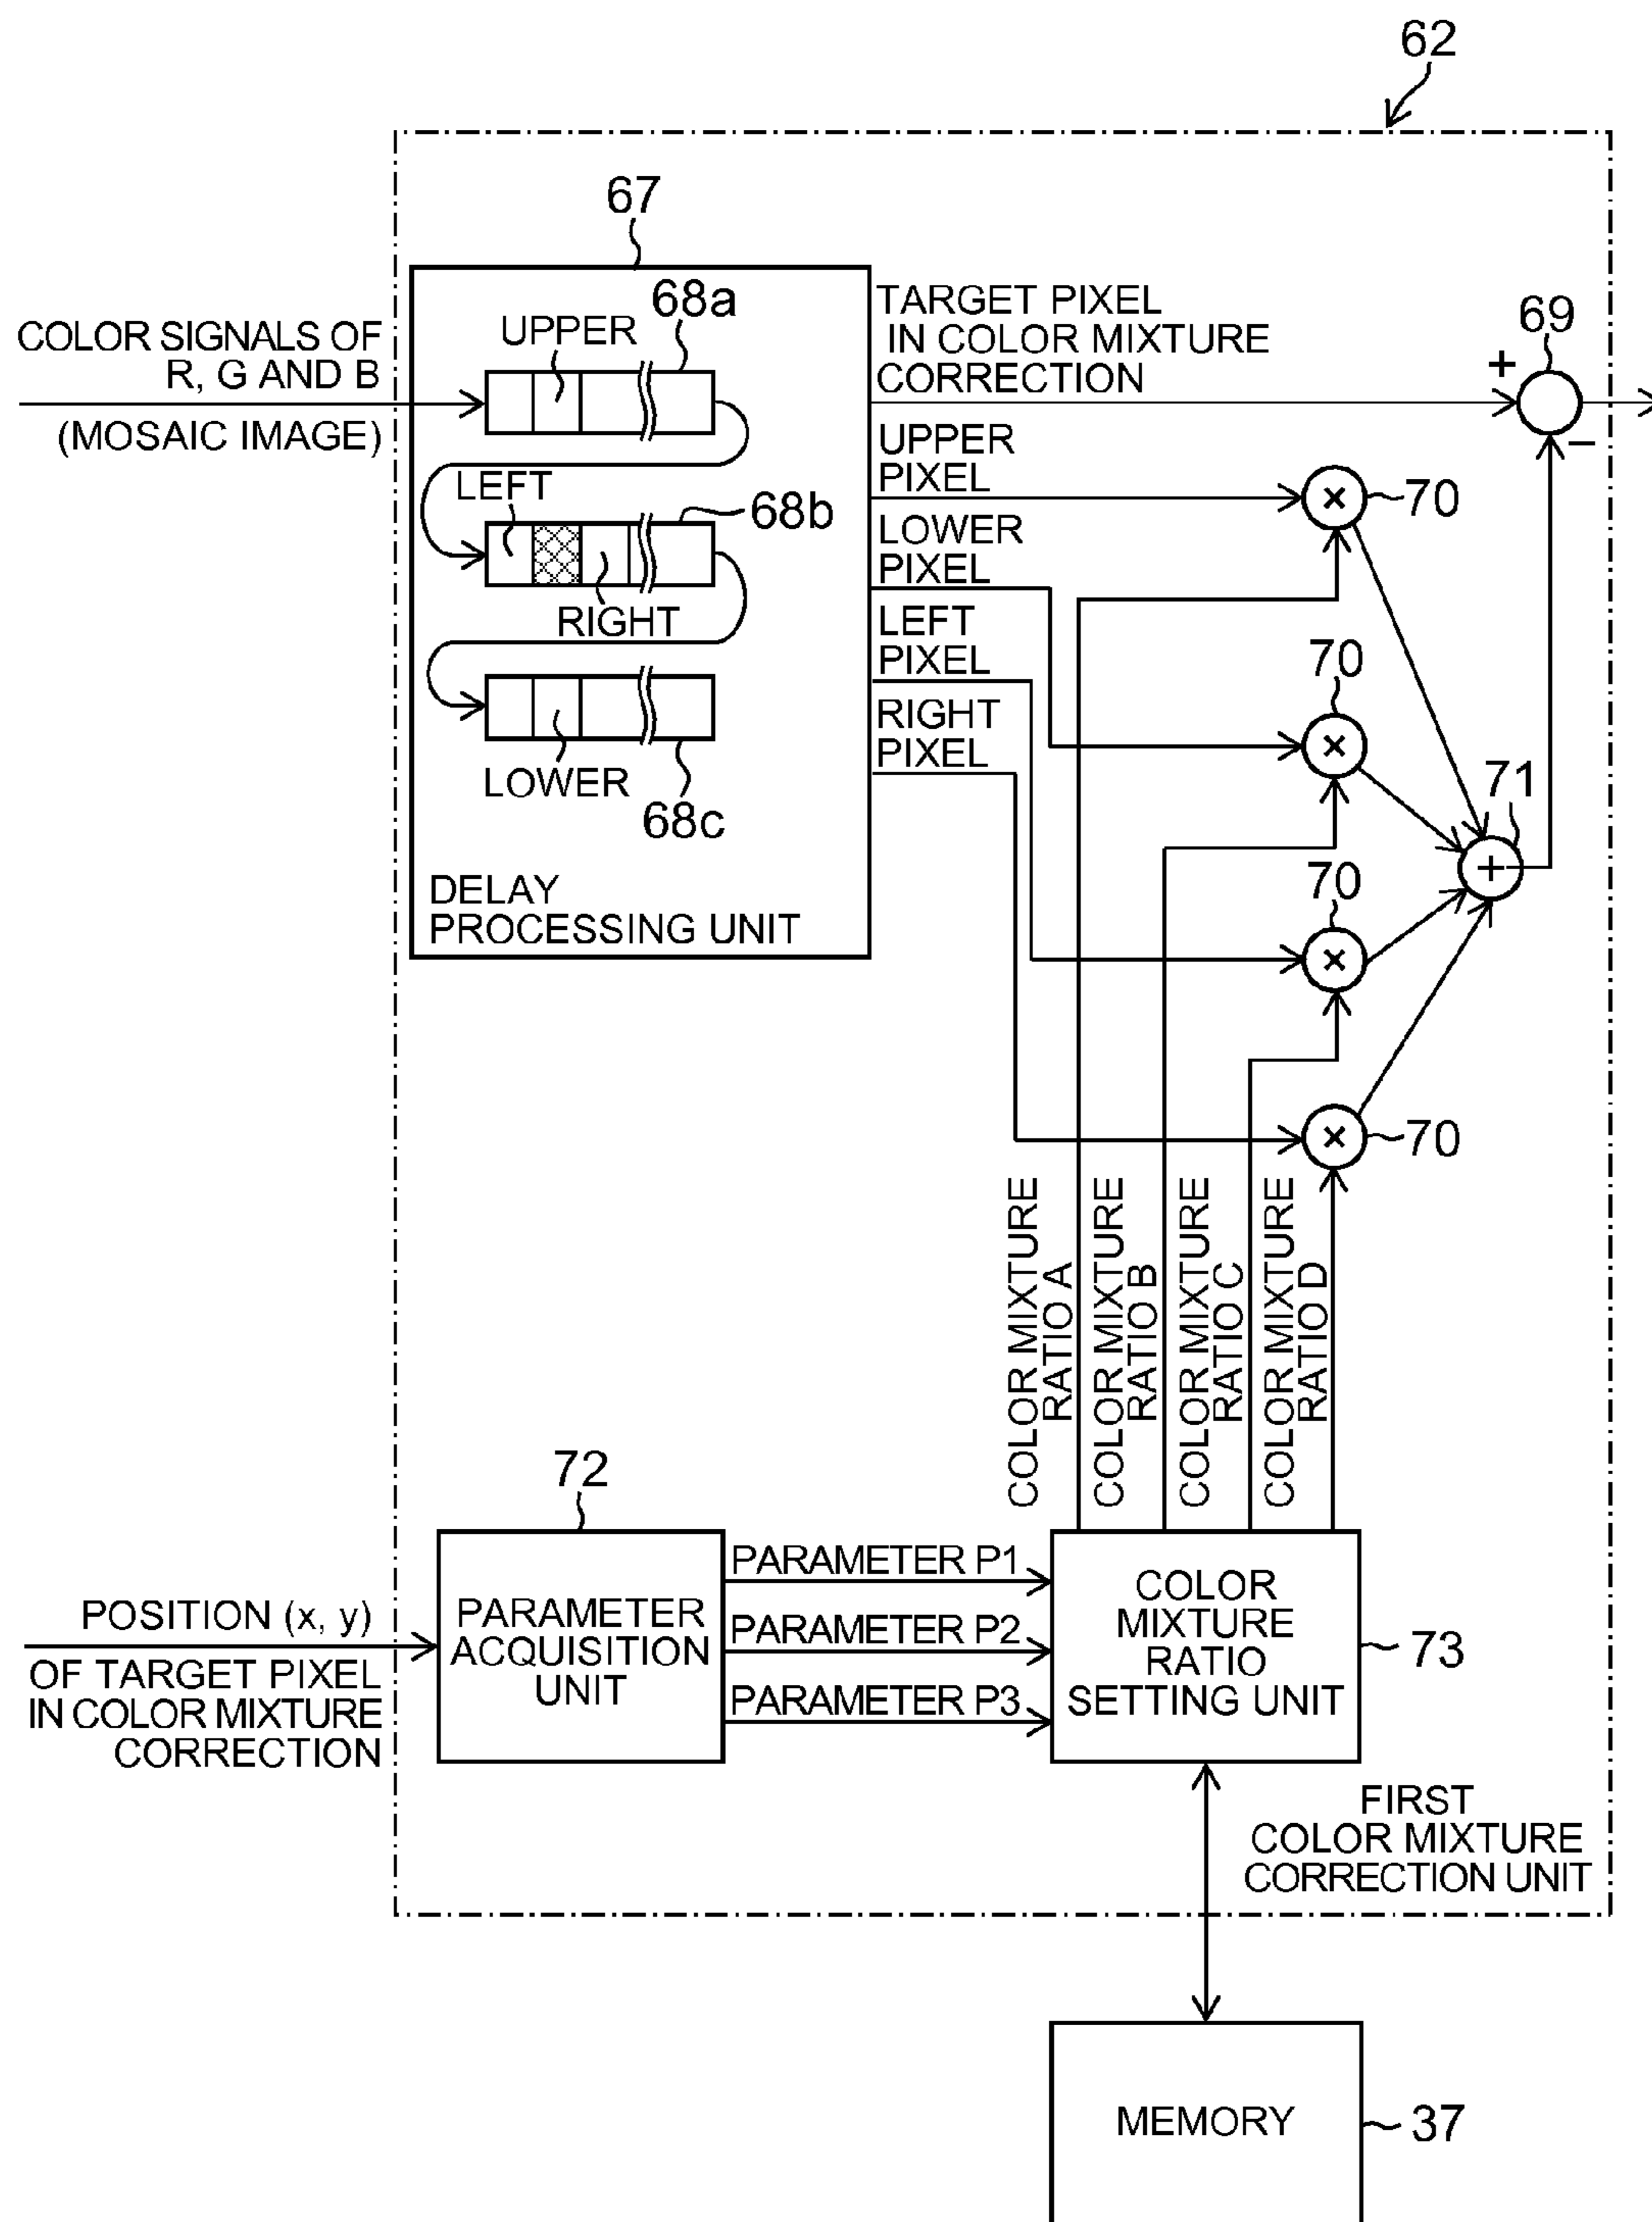 62
67
68a
UPPER
COLOR SIGNALS OF
R, G AND B
(MOSAIC IMAGE)
LEFT
68b
RIGHT
LOWER
68c
DELAY
PROCESSING UNIT
TARGET PIXEL
IN COLOR MIXTURE
CORRECTION
69
+
−
UPPER
PIXEL
×
70
LOWER
PIXEL
LEFT
PIXEL
70
×
RIGHT
PIXEL
71
+
70
×
×
70
COLOR MIXTURE
RATIO A
COLOR MIXTURE
RATIO B
COLOR MIXTURE
RATIO C
COLOR MIXTURE
RATIO D
72
POSITION (x, y)
OF TARGET PIXEL
IN COLOR MIXTURE
CORRECTION
PARAMETER
ACQUISITION
UNIT
PARAMETER P1
PARAMETER P2
PARAMETER P3
COLOR
MIXTURE
RATIO
SETTING UNIT
73
FIRST
COLOR MIXTURE
CORRECTION UNIT
MEMORY
37